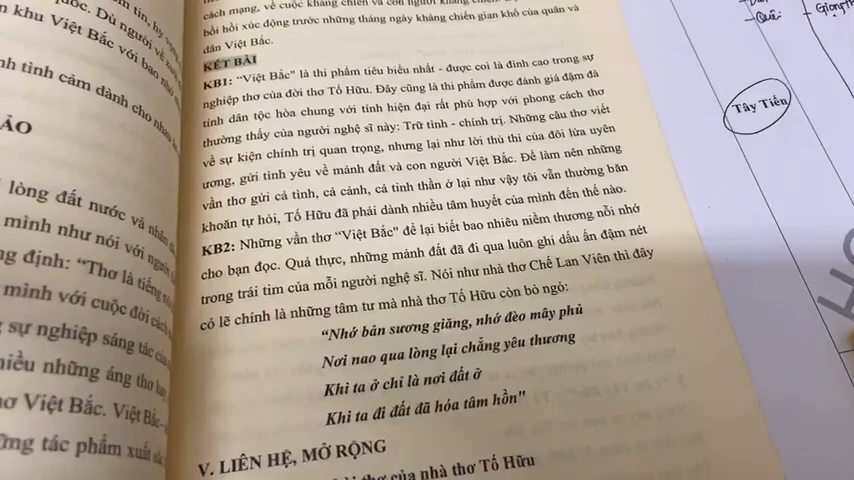 cách mạng, về cuộc kháng chiến và con người kháng chiến.
bồi hồi xúc động trước những tháng ngày kháng chiến gian khổ của quân và
dân Việt Bắc.
KẾT BÀI
KB1: “Việt Bắc" là thi phẩm tiêu biểu nhất - được coi là đỉnh cao trong sự
nghiệp thơ của đời thơ Tố Hữu. Đây cũng là thi phẩm được đánh giá đậm đà
tính dân tộc hòa chung với tính hiện đại rất phù hợp với phong cách thơ
thường thấy của người nghệ sĩ này: Trữ tình - chính trị. Những câu thơ viết
về sự kiện chính trị quan trọng, nhưng lại như lời thủ thỉ của đôi lứa uyên
ương, gửi tình yêu về mảnh đất và con người Việt Bắc. Để làm nên những
vần thơ gửi cả tình, cả cảnh, cả tinh thần ở lại như vậy tôi vẫn thường băn
khoăn tự hỏi, Tố Hữu đã phải dành nhiều tâm huyết của mình đến thế nào.
KB2: Những vần thơ “Việt Bắc" để lại biết bao nhiêu niềm thương nỗi nhớ
cho bạn đọc. Quả thực, những mảnh đất đã đi qua luôn ghi dấu ấn đậm nét
trong trái tim của mỗi người nghệ sĩ. Nói như nhà thơ Chế Lan Viên thì đây
có lẽ chính là những tâm tư mà nhà thơ Tố Hữu còn bỏ ngỏ:
“Nhớ bản sương giăng, nhớ đèo mây phủ
Nơi nao qua lòng lại chẳng yêu thương
Khi ta ở chỉ là nơi đất ở
Khi ta đi đất đã hóa tâm hồn"
V. LIÊN HỆ, MỞ RỘNG
thơ của nhà thơ Tố Hữu
khu Việt Bắc với bao
tình cảm dành cho nhau
ẢO
lòng đất nước và nhân
mình như nói với người
định: “Thơ là tiếng
mình với cuộc đời cách
sự nghiệp sáng tác của
những áng thơ
Việt Bắc. Việt Bắc
tác phẩm xuất
Tây Tiến